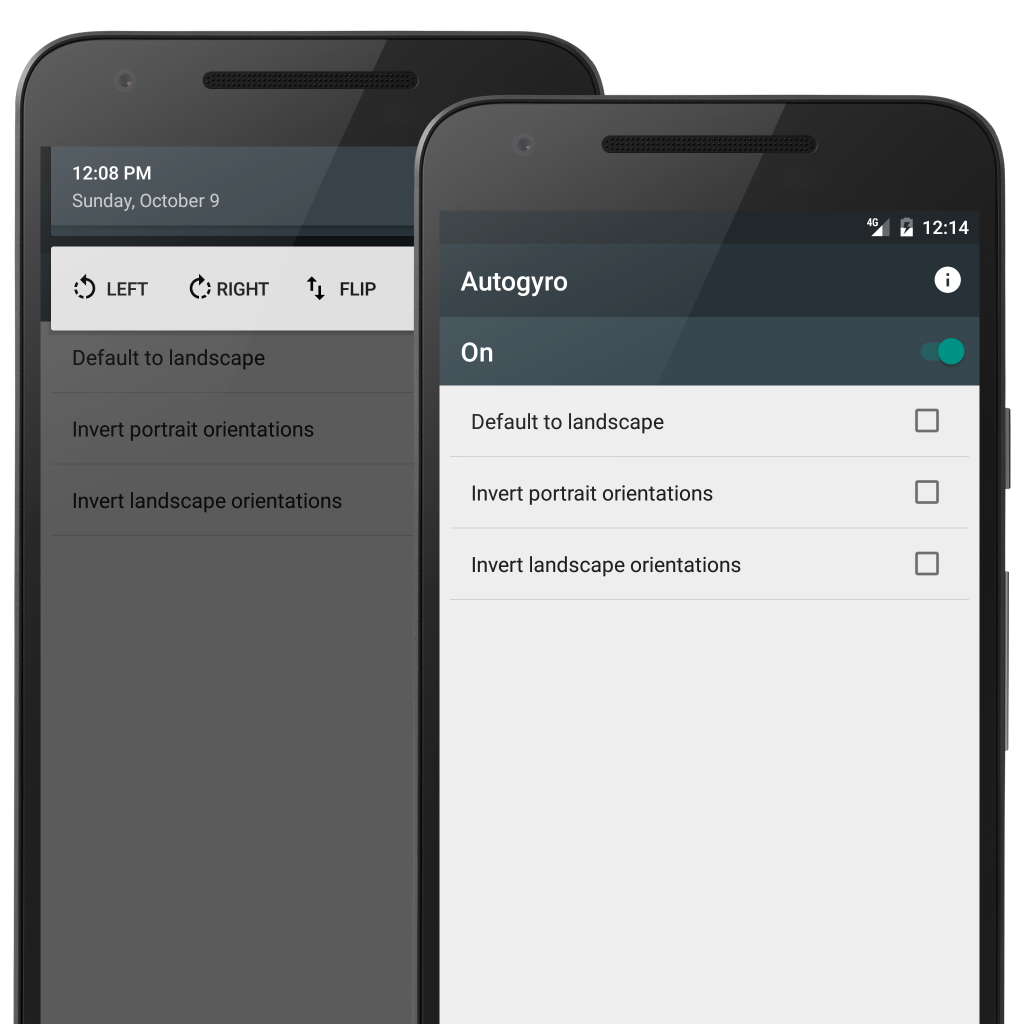 12:08 PM
Sunday, October 9
LEFT RIGHT FLIP
Default to landscape
Invert portrait orientations
Invert landscape orientations
4G 12:14
Autogyro
On
Default to landscape
Invert portrait orientations
Invert landscape orientations